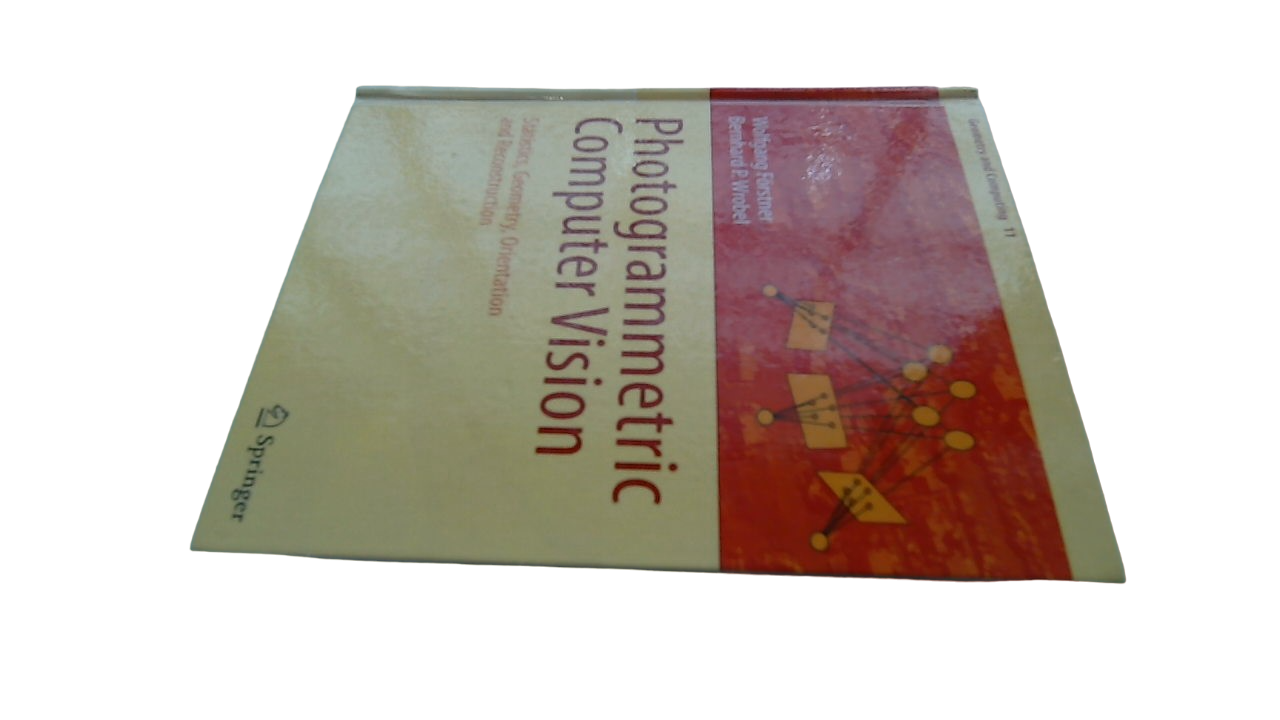 Geometry and Computing 11
Wolfgang Förstner
Bernhard P. Wrobel
Photogrammetric
Computer Vision
Statistics, Geometry, Orientation
and Reconstruction
Springer